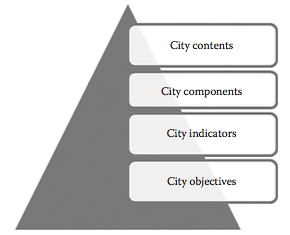 City contents
City components
City indicators
City objectives